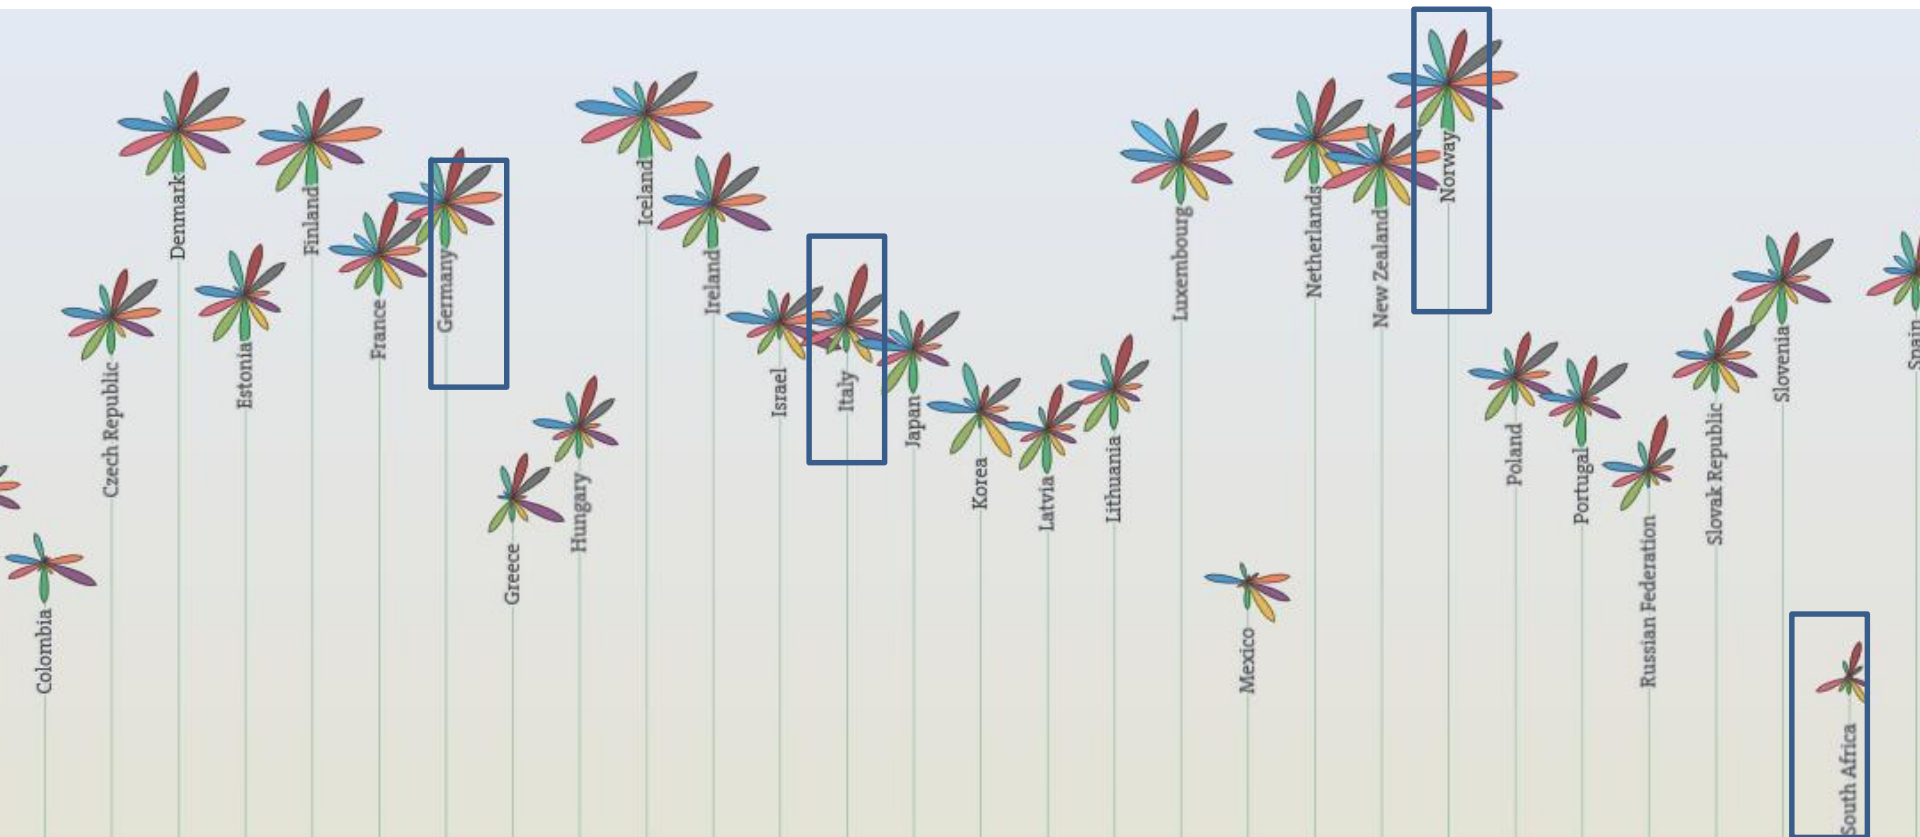 Colombia
Czech Republic
Denmark
Estonia
Finland
France
Germany
Greece
Hungary
Iceland
Ireland
Israel
Italy
Japan
Korea
Latvia
Lithuania
Luxembourg
Mexico
Netherlands
New Zealand
Norway
Poland
Portugal
Russian Federation
Slovak Republic
Slovenia
South Africa
Spain